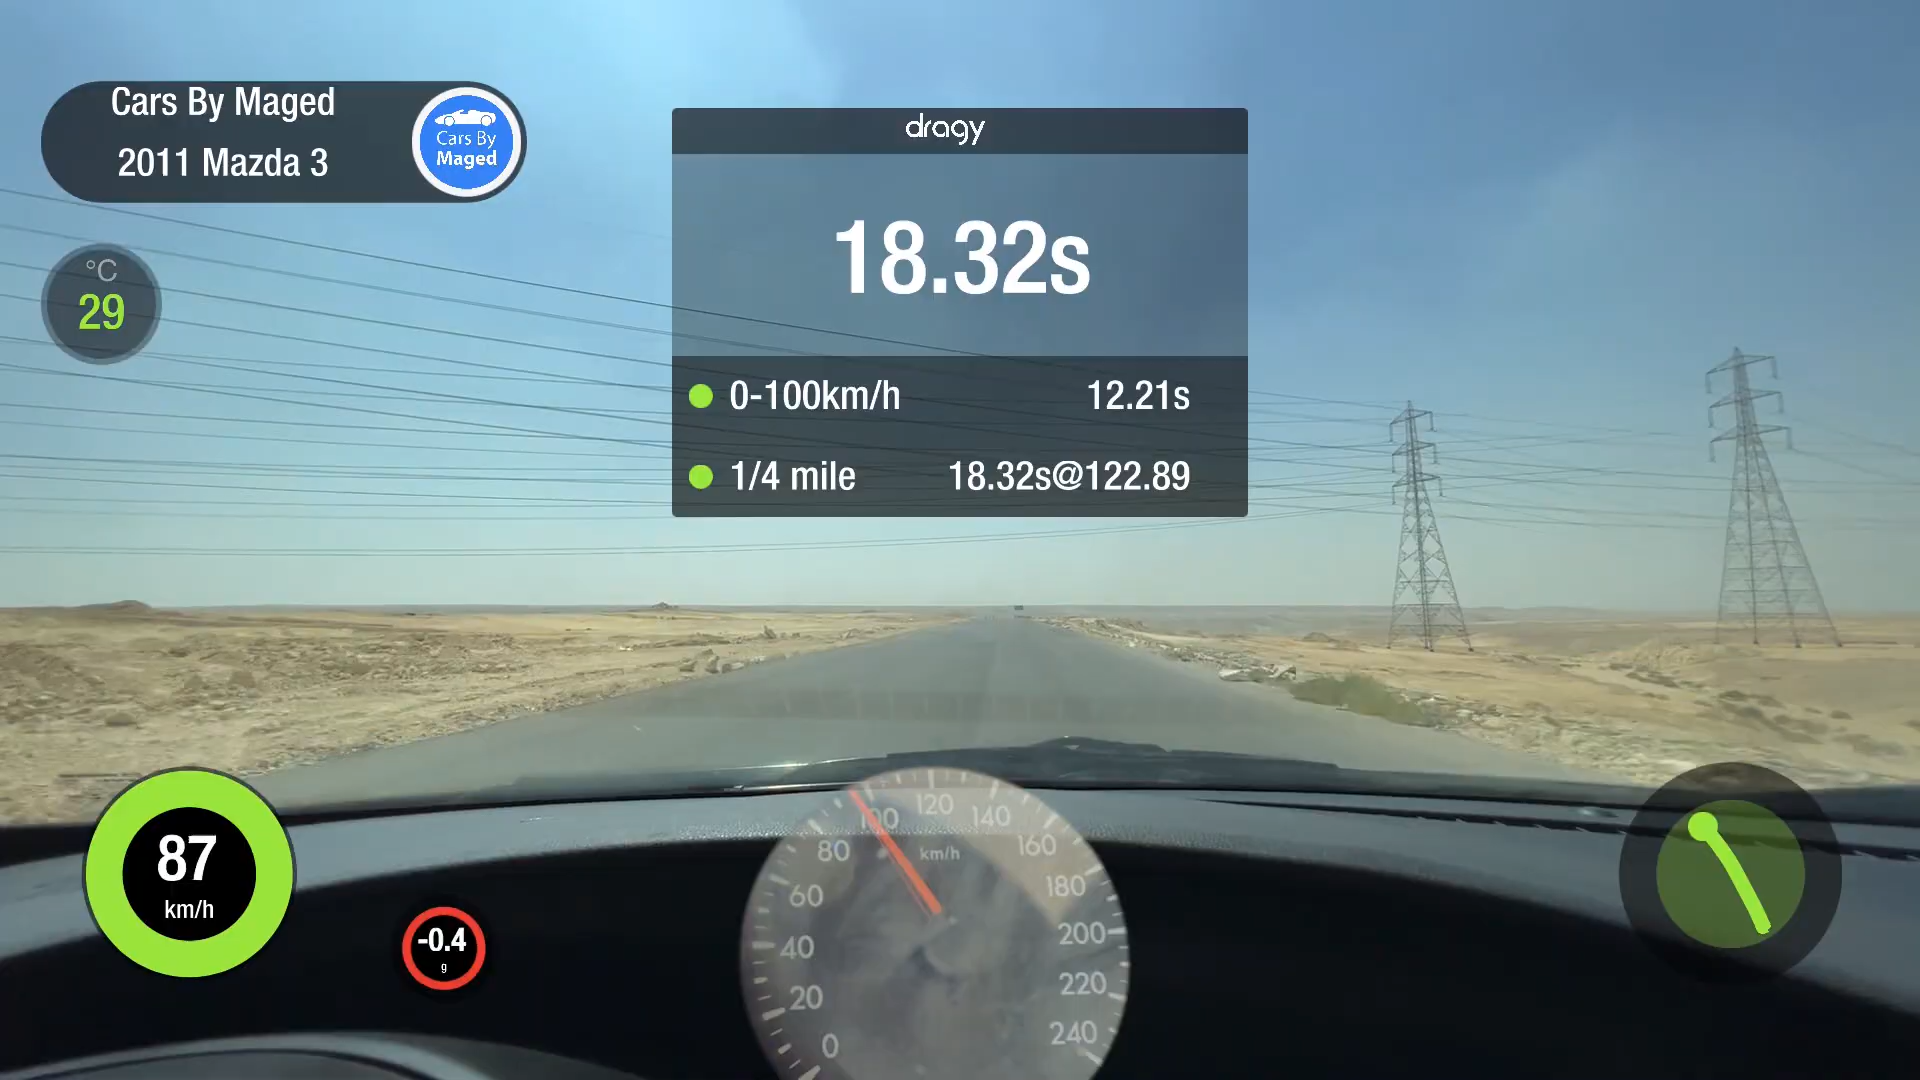 Cars By Maged
2011 Mazda 3
Cars By
Maged
°C
29
dragy
18.32s
0-100km/h 12.21s
1/4 mile 18.32s@122.89
87
km/h
-0.4
g
0
20
40
60
80
100
120
140
160
180
200
220
240
km/h